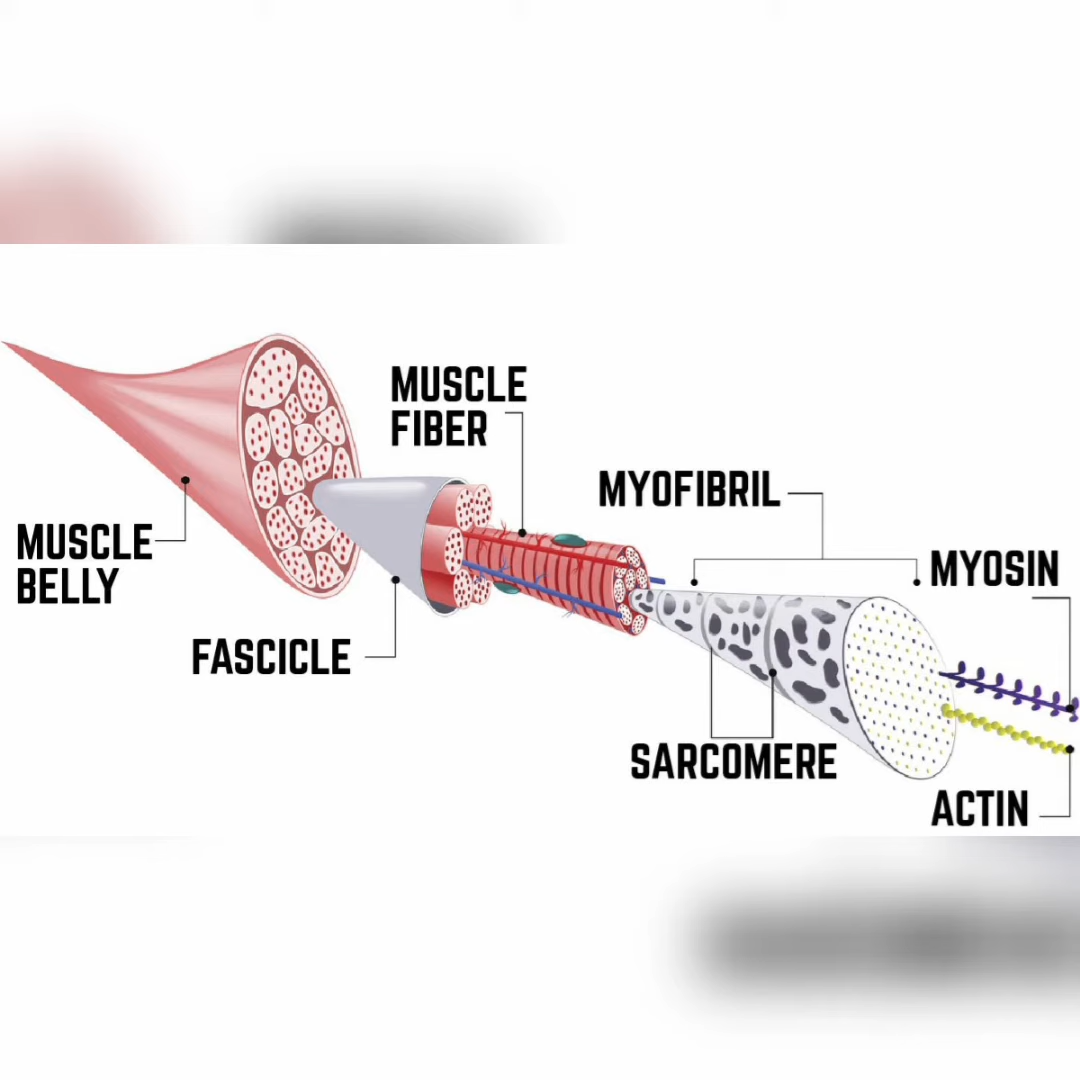 MUSCLE
FIBER
MYOFIBRIL
MUSCLE
BELLY
MYOSIN
FASCICLE
SARCOMERE
ACTIN